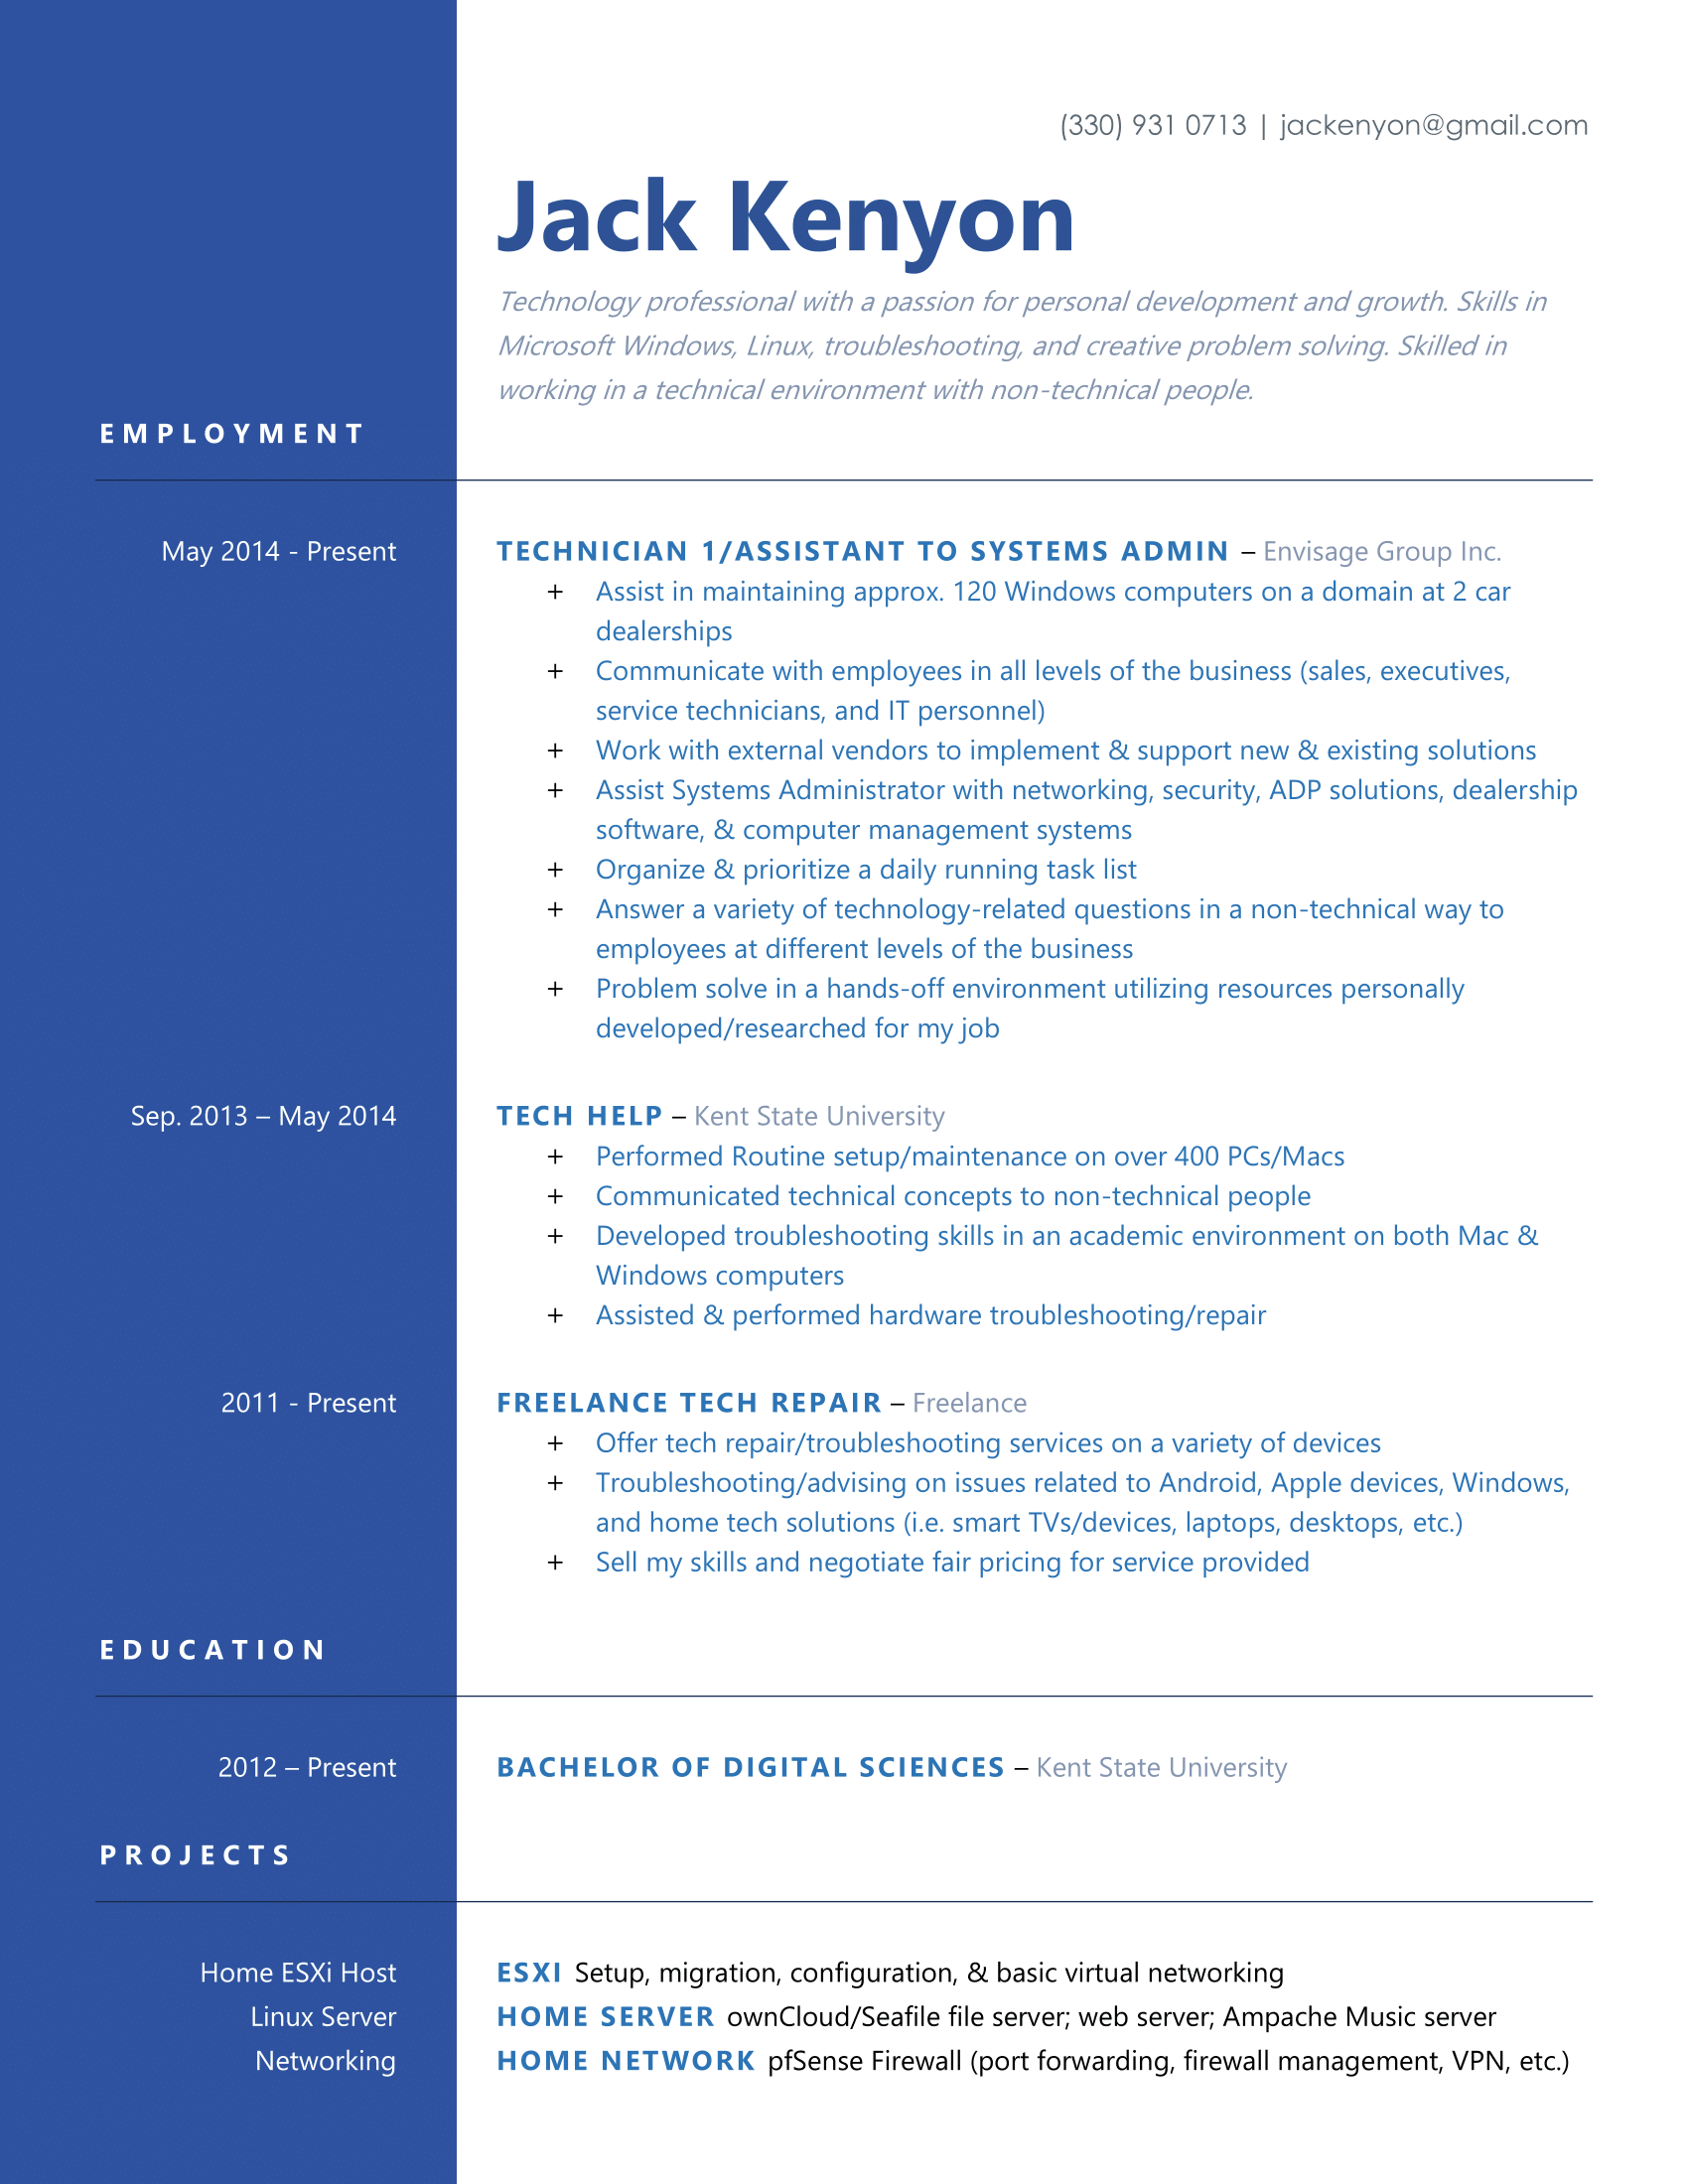 (330) 931 0713 | jackenyon@gmail.com
Jack Kenyon
Technology professional with a passion for personal development and growth. Skills in
Microsoft Windows, Linux, troubleshooting, and creative problem solving. Skilled in
working in a technical environment with non-technical people.
EMPLOYMENT
May 2014 - Present
TECHNICIAN 1/ASSISTANT TO SYSTEMS ADMIN – Envisage Group Inc.
+ Assist in maintaining approx. 120 Windows computers on a domain at 2 car
dealerships
+ Communicate with employees in all levels of the business (sales, executives,
service technicians, and IT personnel)
+ Work with external vendors to implement & support new & existing solutions
+ Assist Systems Administrator with networking, security, ADP solutions, dealership
software, & computer management systems
+ Organize & prioritize a daily running task list
+ Answer a variety of technology-related questions in a non-technical way to
employees at different levels of the business
+ Problem solve in a hands-off environment utilizing resources personally
developed/researched for my job
Sep. 2013 – May 2014
TECH HELP – Kent State University
+ Performed Routine setup/maintenance on over 400 PCs/Macs
+ Communicated technical concepts to non-technical people
+ Developed troubleshooting skills in an academic environment on both Mac &
Windows computers
+ Assisted & performed hardware troubleshooting/repair
2011 - Present
FREELANCE TECH REPAIR – Freelance
+ Offer tech repair/troubleshooting services on a variety of devices
+ Troubleshooting/advising on issues related to Android, Apple devices, Windows,
and home tech solutions (i.e. smart TVs/devices, laptops, desktops, etc.)
+ Sell my skills and negotiate fair pricing for service provided
EDUCATION
2012 – Present
BACHELOR OF DIGITAL SCIENCES – Kent State University
PROJECTS
Home ESXi Host
ESXI Setup, migration, configuration, & basic virtual networking
Linux Server
HOME SERVER ownCloud/Seafile file server; web server; Ampache Music server
Networking
HOME NETWORK pfSense Firewall (port forwarding, firewall management, VPN, etc.)